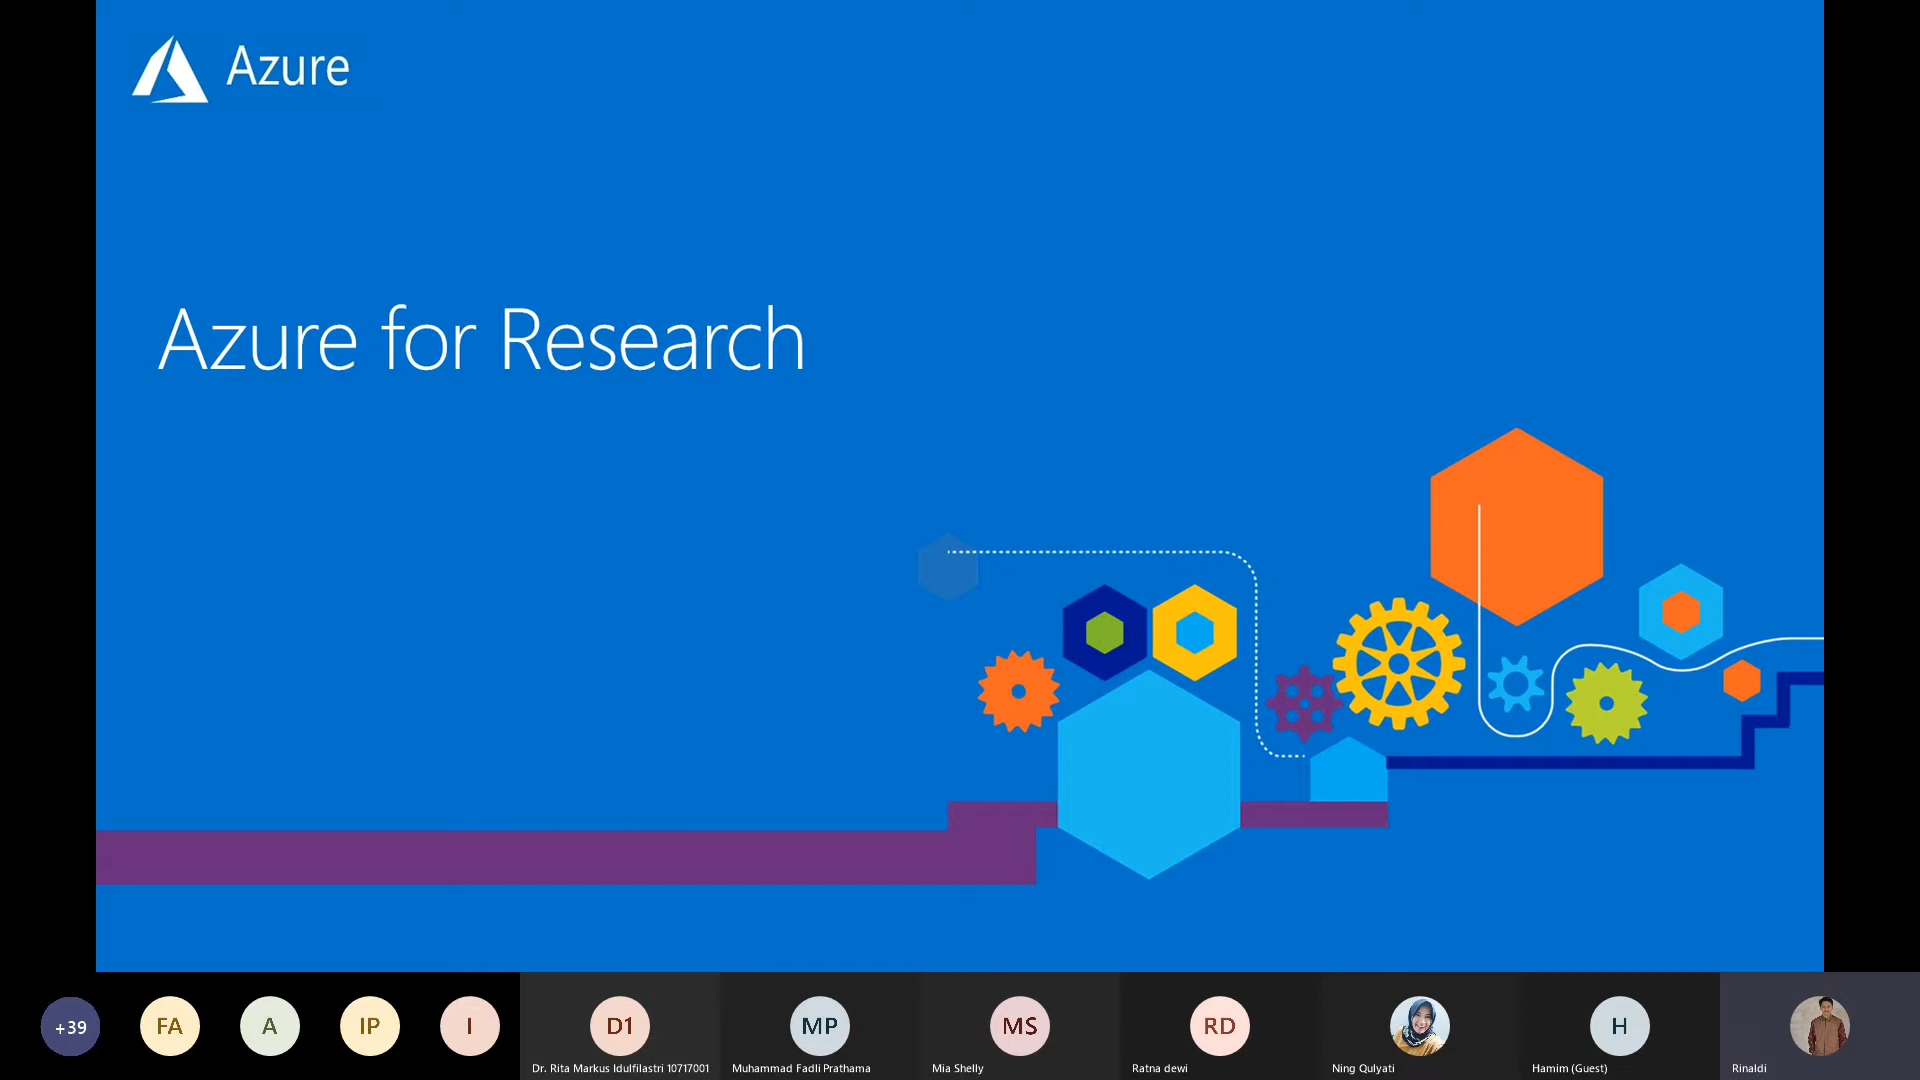 Azure
Azure for Research
+39
FA
A
IP
I
D1
MP
MS
RD
H
Dr. Rita Markus Idulfilastri 10717001
Muhammad Fadli Prathama
Mia Shelly
Ratna dewi
Ning Qulyati
Hamim (Guest)
Rinaldi